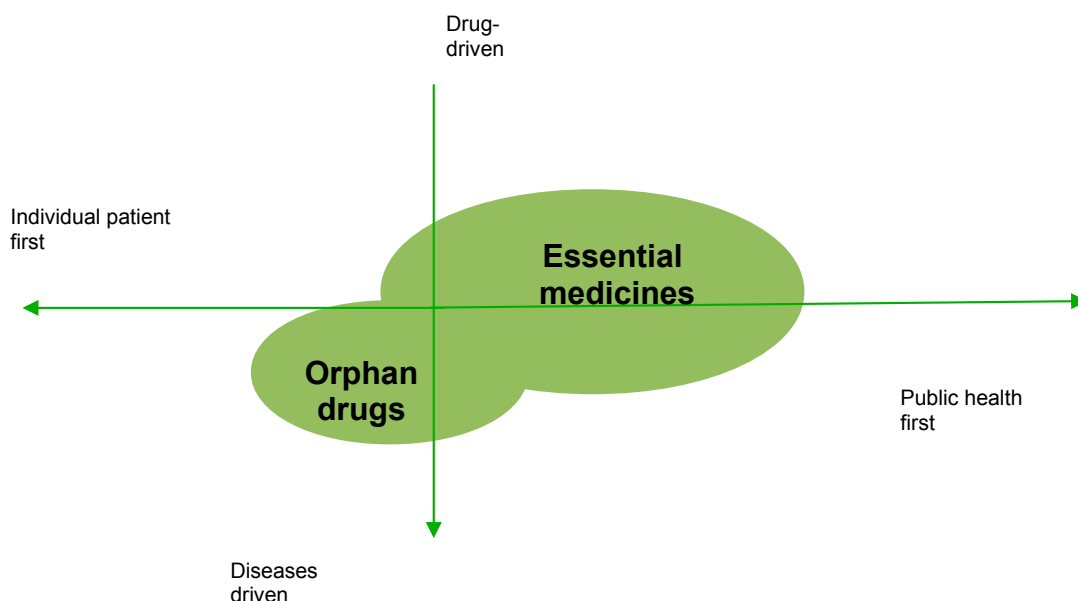 Drug-
driven
Individual patient
first
Essential
medicines
Orphan
drugs
Public health
first
Diseases
driven